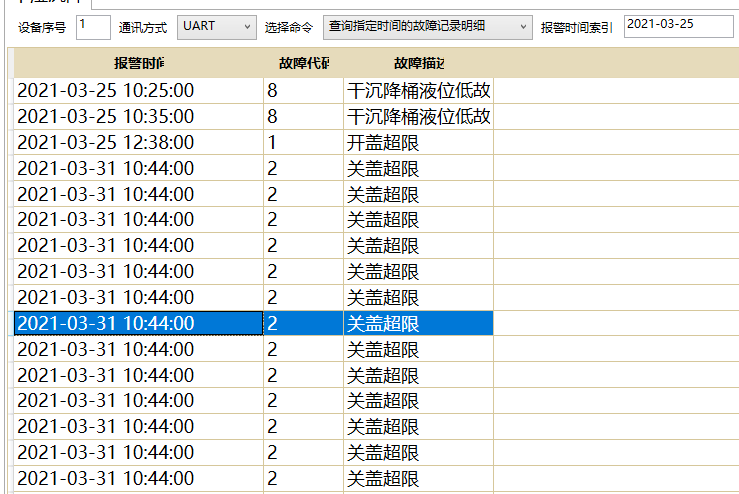 设备序号 1 通讯方式 UART 选择命令 查询指定时间的故障记录明细 报警时间索引 2021-03-25
报警时间 故障代码 故障描述
2021-03-25 10:25:00 8 干沉降桶液位低故
2021-03-25 10:35:00 8 干沉降桶液位低故
2021-03-25 12:38:00 1 开盖超限
2021-03-31 10:44:00 2 关盖超限
2021-03-31 10:44:00 2 关盖超限
2021-03-31 10:44:00 2 关盖超限
2021-03-31 10:44:00 2 关盖超限
2021-03-31 10:44:00 2 关盖超限
2021-03-31 10:44:00 2 关盖超限
2021-03-31 10:44:00 2 关盖超限
2021-03-31 10:44:00 2 关盖超限
2021-03-31 10:44:00 2 关盖超限
2021-03-31 10:44:00 2 关盖超限
2021-03-31 10:44:00 2 关盖超限
2021-03-31 10:44:00 2 关盖超限
2021-03-31 10:44:00 2 关盖超限